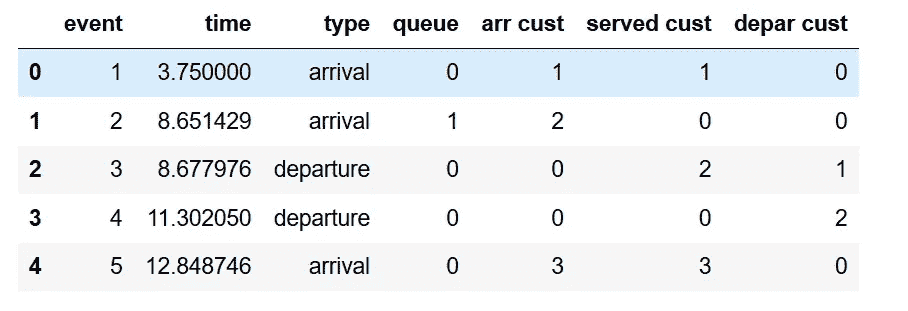 event time type queue arr cust served cust depar cust
0 1 3.750000 arrival 0 1 1 0
1 2 8.651429 arrival 1 2 0 0
2 3 8.677976 departure 0 0 2 1
3 4 11.302050 departure 0 0 0 2
4 5 12.848746 arrival 0 3 3 0